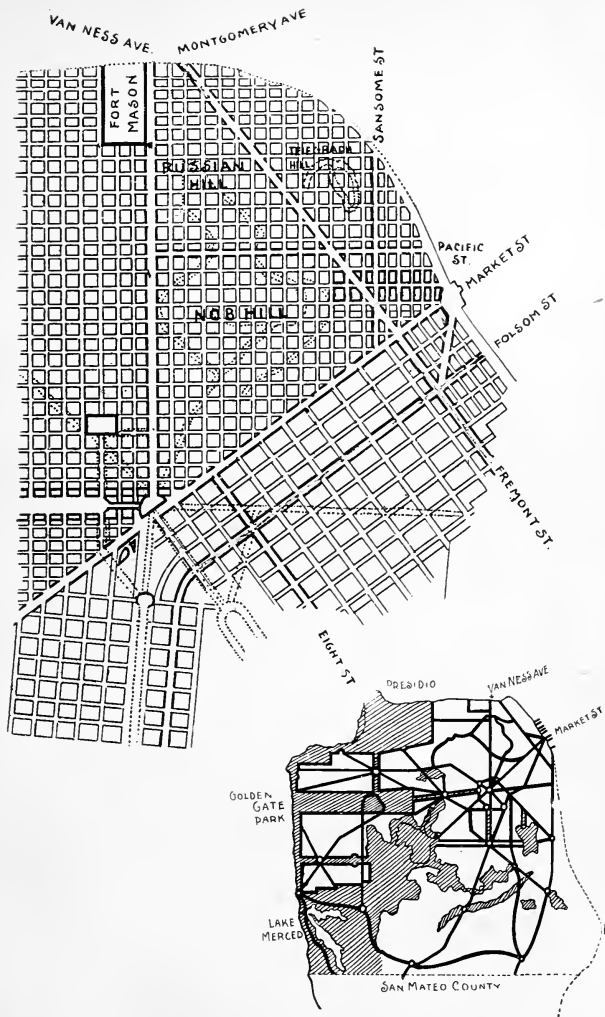 VAN NESS AVE.
MONTGOMERY AVE
SANSOME ST
FORT
MASON
RUSSIAN
HILL
TELEGRAPH
HILL
PACIFIC
ST.
MARKET ST
FOLSOM ST
NOB HILL
FREMONT ST.
EIGHT ST
PRESIDIO
VAN NESS AVE
MARKET ST
GOLDEN
GATE
PARK
LAKE
MERCED
SAN MATEO COUNTY